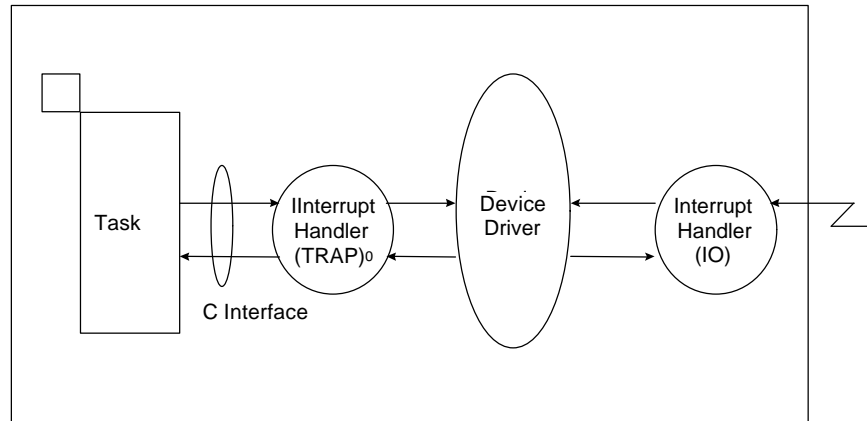 Task
IInterrupt
Handler
(TRAP)0
C Interface
Device
Driver
Interrupt
Handler
(IO)